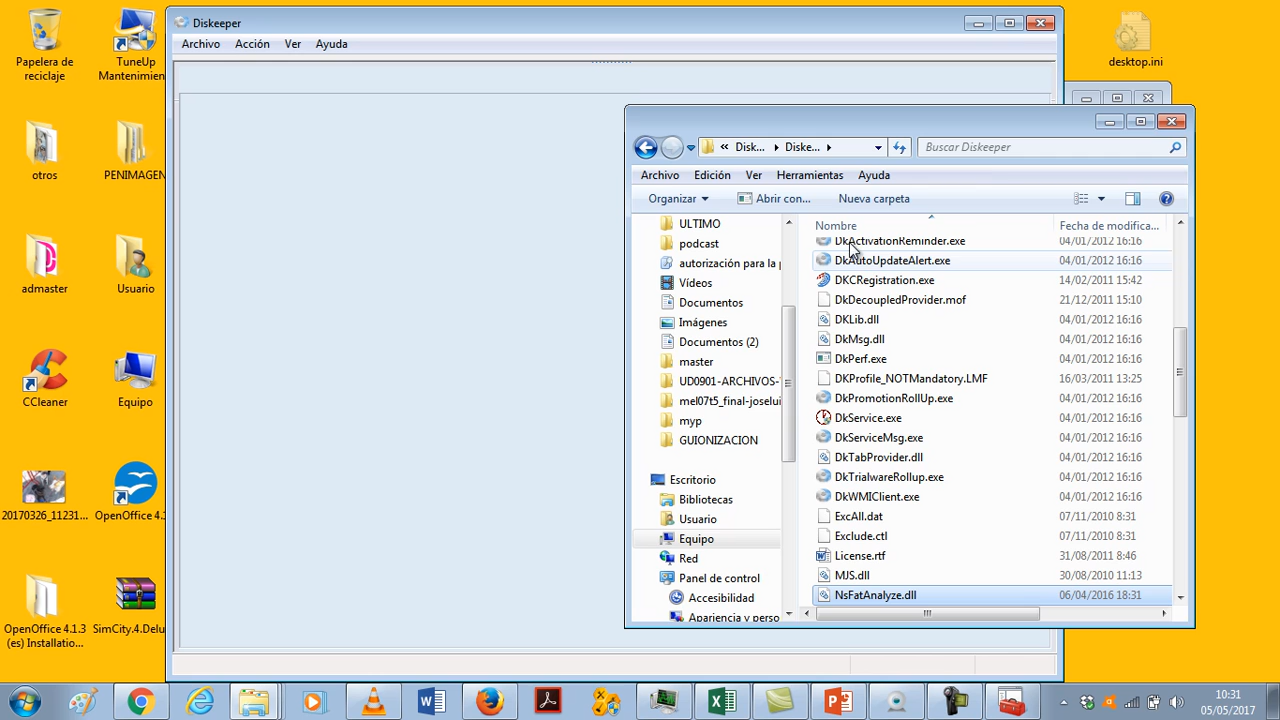 Papelera de
reciclaje
TuneUp
Mantenimien
otros
PENIMAGEN
admaster
Usuario
CCleaner
Equipo
20170326_11231...
OpenOffice 4.1
OpenOffice 4.1.3
(es) Installatio...
SimCity.4.Delu
desktop.ini
Diskeeper
Archivo
Acción
Ver
Ayuda
«
Disk...
Diske...
Buscar Diskeeper
Archivo
Edición
Ver
Herramientas
Ayuda
Organizar
Abrir con...
Nueva carpeta
ULTIMO
podcast
autorización para la p
Vídeos
Documentos
Imágenes
Documentos (2)
master
UD0901-ARCHIVOS-
mel07t5_final-joselui
myp
GUIONIZACION
Escritorio
Bibliotecas
Usuario
Equipo
Red
Panel de control
Accesibilidad
Apariencia y perso
Nombre
Fecha de modifica...
DkActivationReminder.exe 04/01/2012 16:16
DkAutoUpdateAlert.exe 04/01/2012 16:16
DKCRegistration.exe 14/02/2011 15:42
DkDecoupledProvider.mof 21/12/2011 15:10
DKLib.dll 04/01/2012 16:16
DkMsg.dll 04/01/2012 16:16
DkPerf.exe 04/01/2012 16:16
DKProfile_NOTMandatory.LMF 16/03/2011 13:25
DkPromotionRollUp.exe 04/01/2012 16:16
DkService.exe 04/01/2012 16:16
DkServiceMsg.exe 04/01/2012 16:16
DkTabProvider.dll 04/01/2012 16:16
DkTrialwareRollup.exe 04/01/2012 16:16
DkWMIClient.exe 04/01/2012 16:16
ExcAll.dat 07/11/2010 8:31
Exclude.ctl 07/11/2010 8:31
License.rtf 31/08/2011 8:46
MJS.dll 30/08/2010 11:13
NsFatAnalyze.dll 06/04/2016 18:31
10:31
05/05/2017